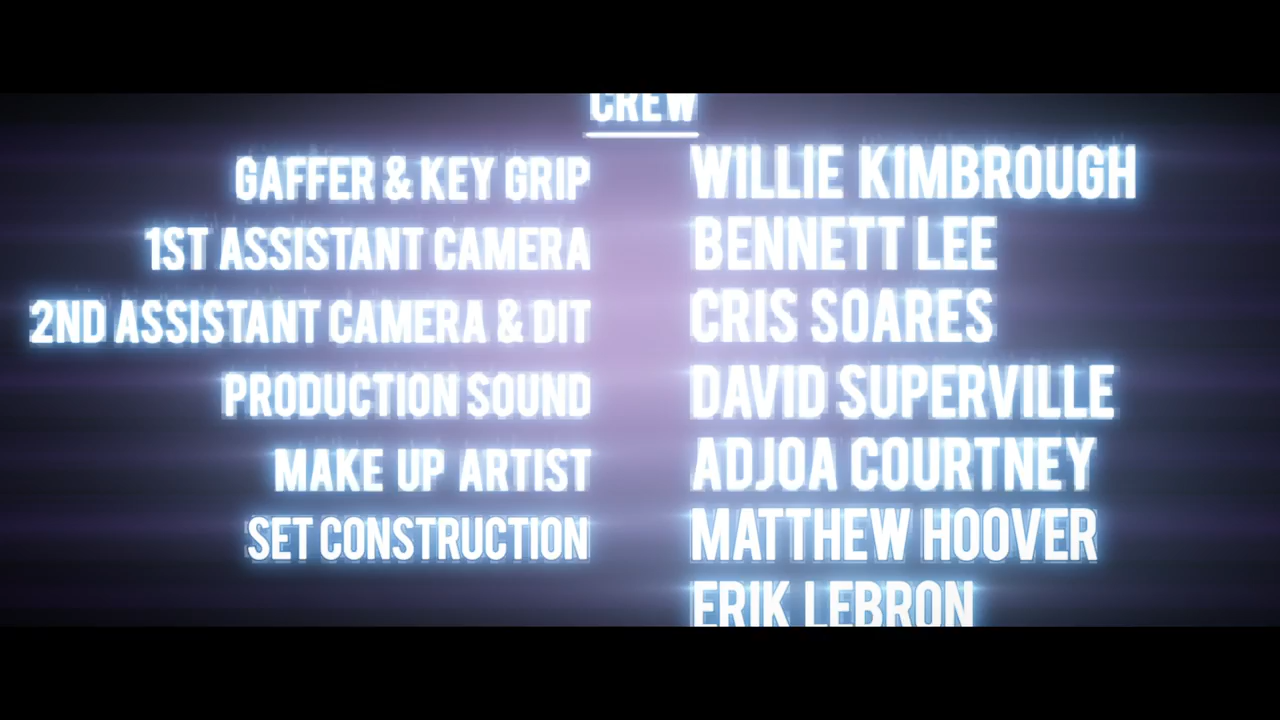 CREW
GAFFER & KEY GRIP WILLIE KIMBROUGH
1ST ASSISTANT CAMERA BENNETT LEE
2ND ASSISTANT CAMERA & DIT CRIS SOARES
PRODUCTION SOUND DAVID SUPERVILLE
MAKE UP ARTIST ADJOA COURTNEY
SET CONSTRUCTION MATTHEW HOOVER
ERIK LEBRON